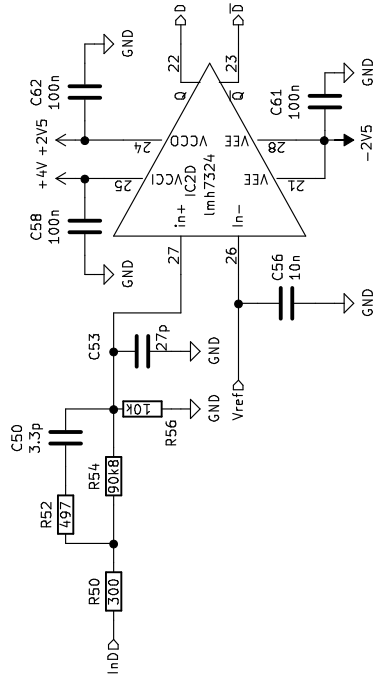 C62
100n
GND
+4V
+2V5
C58
100n
GND
24
VCCO
25
VCCI
22
Q
D
23
Q
D
IC2D
lmh7324
in+
27
In-
26
VEE
28
VEE
21
C61
100n
GND
-2V5
C56
10n
GND
Vref
C53
27p
GND
C50
3.3p
R52
497
R54
90k8
R56
10k
GND
R50
300
InD